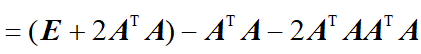 = (E + 2AᵀA) − AᵀA − 2AᵀAAᵀA